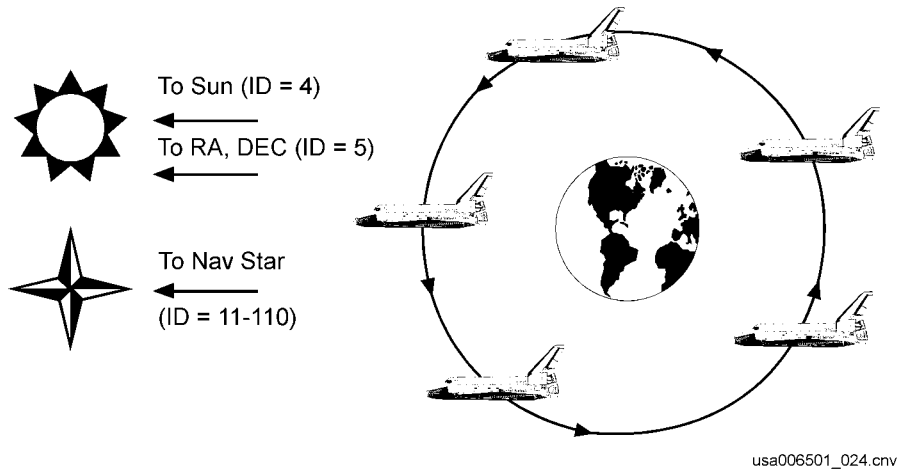 To Sun (ID = 4)
To RA, DEC (ID = 5)
To Nav Star
(ID = 11-110)
usa006501_024.cnv